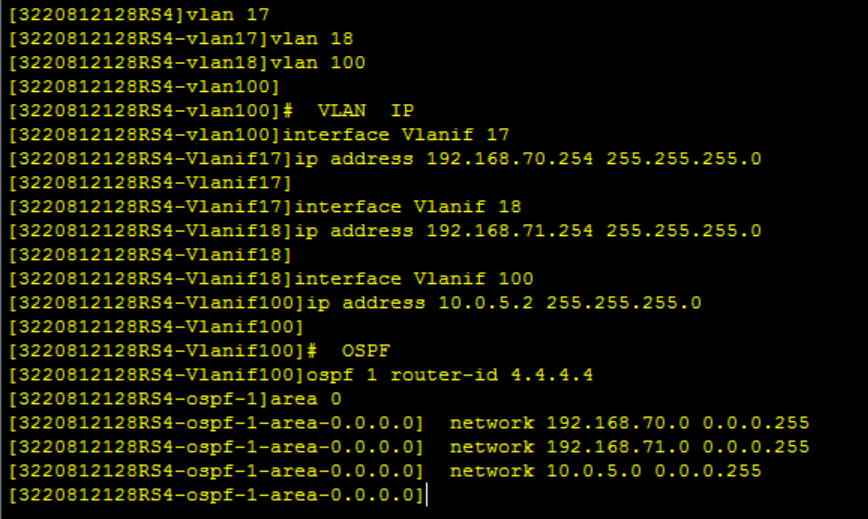 [3220812128RS4]vlan 17
[3220812128RS4-vlan17]vlan 18
[3220812128RS4-vlan18]vlan 100
[3220812128RS4-vlan100]
[3220812128RS4-vlan100]#  VLAN  IP
[3220812128RS4-vlan100]interface Vlanif 17
[3220812128RS4-Vlanif17]ip address 192.168.70.254 255.255.255.0
[3220812128RS4-Vlanif17]
[3220812128RS4-Vlanif17]interface Vlanif 18
[3220812128RS4-Vlanif18]ip address 192.168.71.254 255.255.255.0
[3220812128RS4-Vlanif18]
[3220812128RS4-Vlanif18]interface Vlanif 100
[3220812128RS4-Vlanif100]ip address 10.0.5.2 255.255.255.0
[3220812128RS4-Vlanif100]
[3220812128RS4-Vlanif100]#  OSPF
[3220812128RS4-Vlanif100]ospf 1 router-id 4.4.4.4
[3220812128RS4-ospf-1]area 0
[3220812128RS4-ospf-1-area-0.0.0.0]  network 192.168.70.0 0.0.0.255
[3220812128RS4-ospf-1-area-0.0.0.0]  network 192.168.71.0 0.0.0.255
[3220812128RS4-ospf-1-area-0.0.0.0]  network 10.0.5.0 0.0.0.255
[3220812128RS4-ospf-1-area-0.0.0.0]